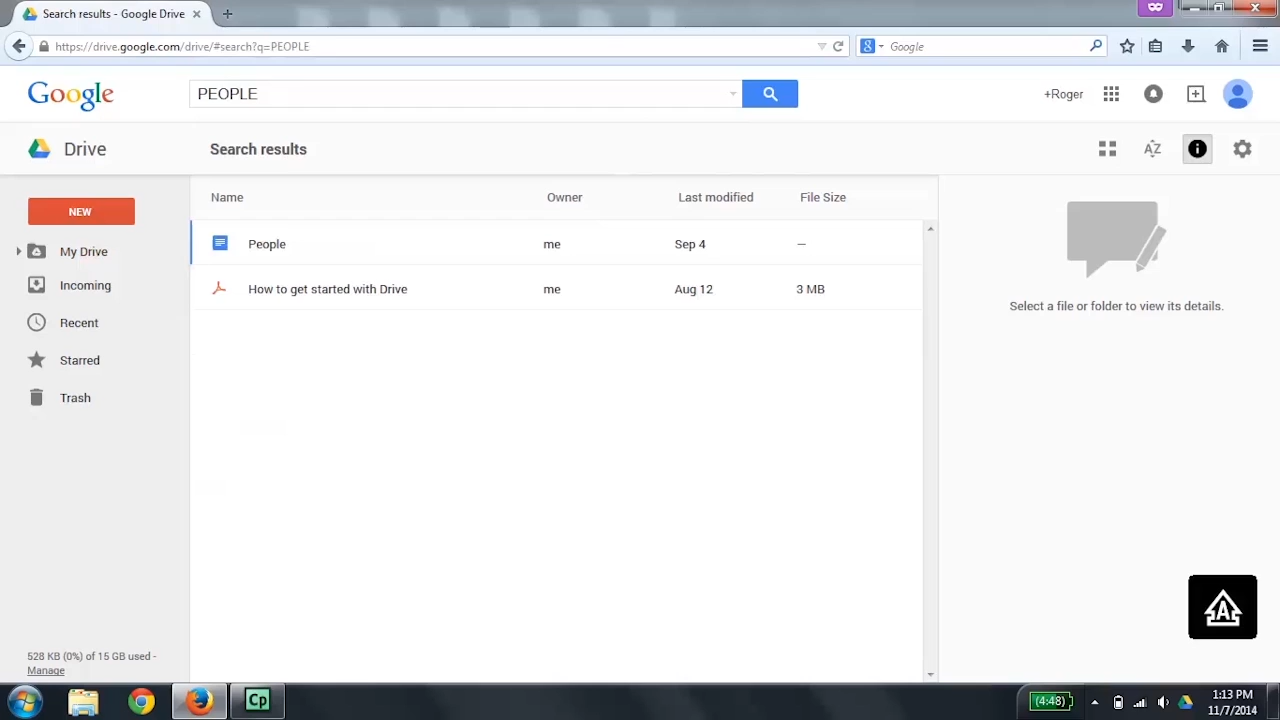 Search results - Google Drive
https://drive.google.com/drive/#search?q=PEOPLE
Google
Google
PEOPLE
+Roger
Drive
Search results
NEW
My Drive
Incoming
Recent
Starred
Trash
Name Owner Last modified File Size
People me Sep 4 —
How to get started with Drive me Aug 12 3 MB
Select a file or folder to view its details.
A
528 KB (0%) of 15 GB used -
Manage
Cp
(4:48)
1:13 PM
11/7/2014